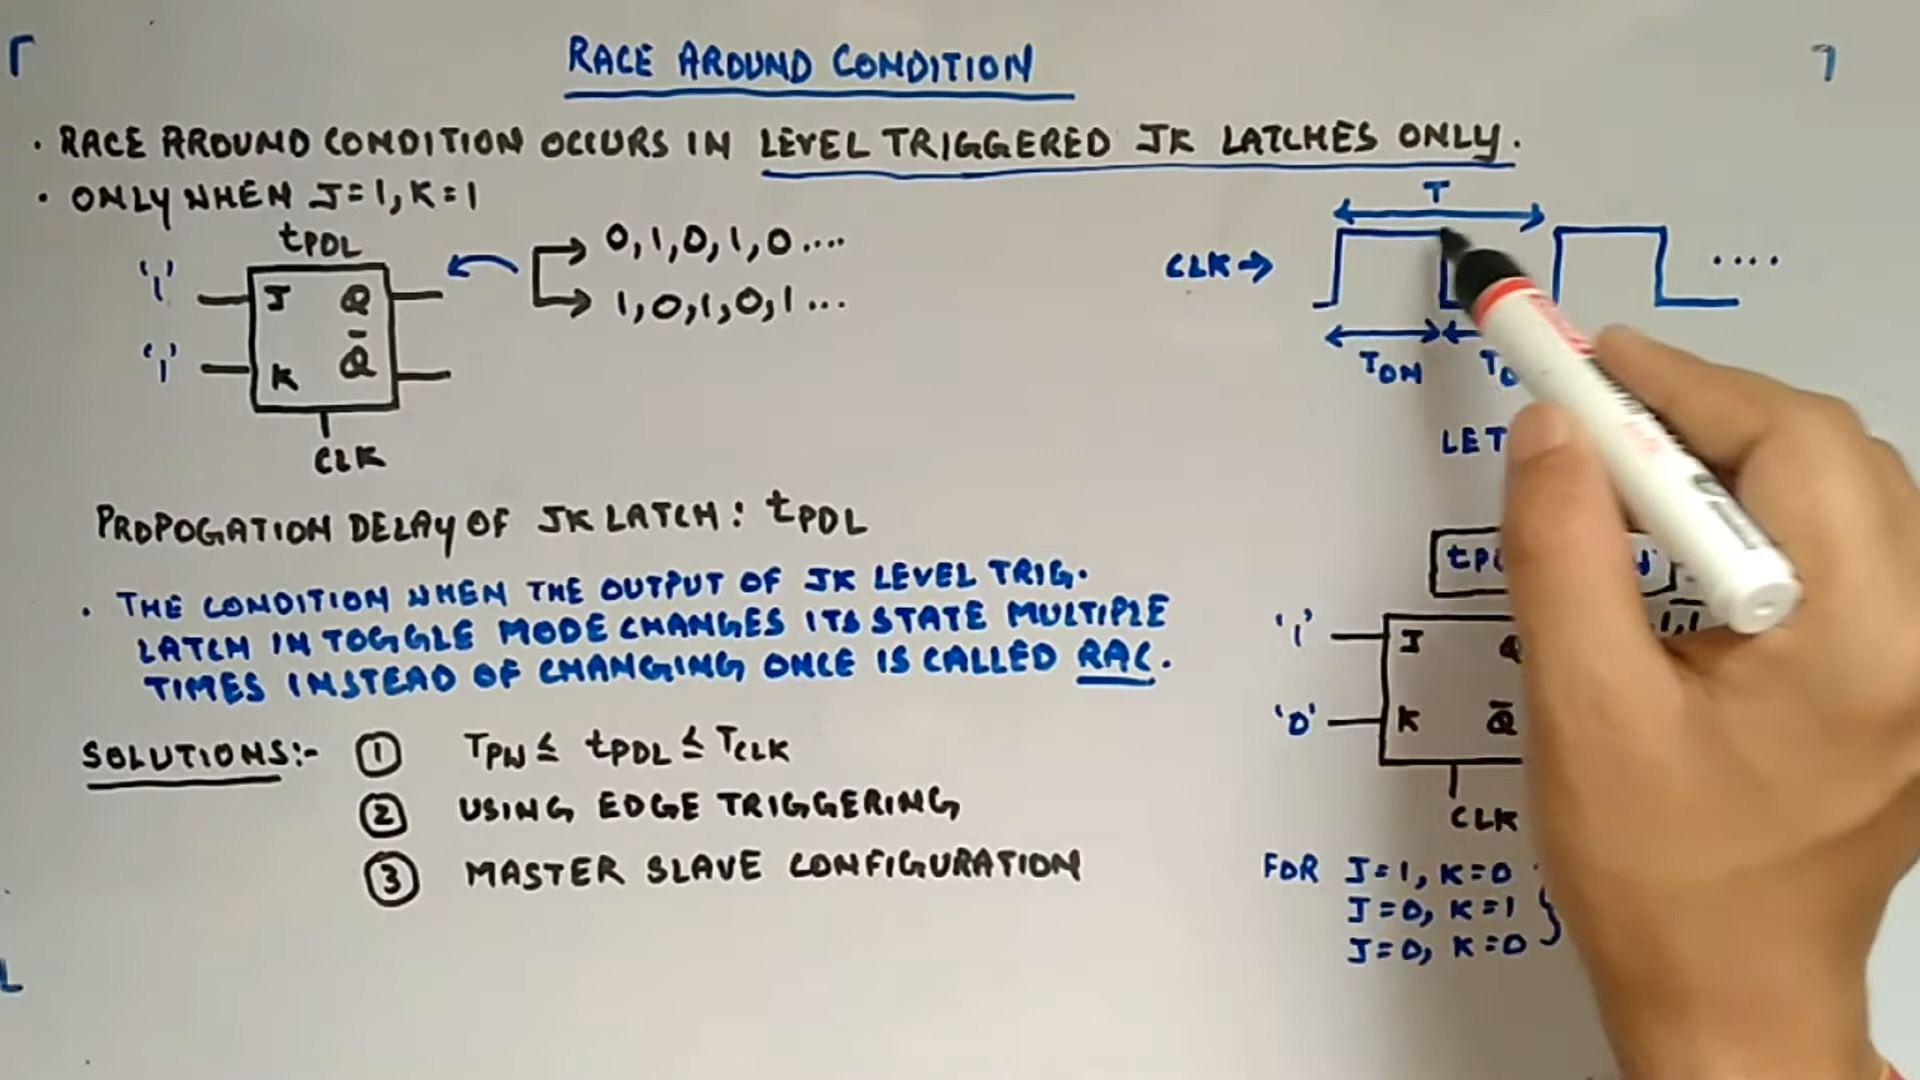 RACE AROUND CONDITION
• RACE AROUND CONDITION OCCURS IN LEVEL TRIGGERED JK LATCHES ONLY.
• ONLY WHEN J=1, K=1
tPDL
0,1,0,1,0....
1,0,1,0,1...
'1' J Q
'1' K Q̄
CLK
T
CLK→ ....
TON
LET
PROPOGATION DELAY OF JK LATCH: tPDL
• THE CONDITION WHEN THE OUTPUT OF JK LEVEL TRIG.
LATCH IN TOGGLE MODE CHANGES ITS STATE MULTIPLE
TIMES INSTEAD OF CHANGING ONCE IS CALLED RAC.
SOLUTIONS:- ① TPW ≤ tPDL ≤ TCLK
② USING EDGE TRIGGERING
③ MASTER SLAVE CONFIGURATION
'1' J Q
'0' K Q̄
CLK
FOR J=1, K=0
J=0, K=1
J=0, K=0